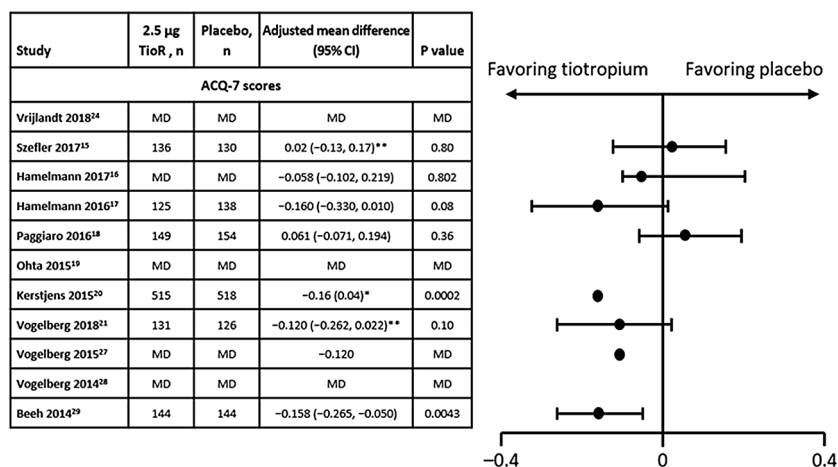 Study 2.5 µg TioR , n Placebo, n Adjusted mean difference (95% CI) P value
ACQ-7 scores
Vrijlandt 2018²⁴ MD MD MD MD
Szefler 2017¹⁵ 136 130 0.02 (−0.13, 0.17)** 0.80
Hamelmann 2017¹⁶ MD MD −0.058 (−0.102, 0.219) 0.802
Hamelmann 2016¹⁷ 125 138 −0.160 (−0.330, 0.010) 0.08
Paggiaro 2016¹⁸ 149 154 0.061 (−0.071, 0.194) 0.36
Ohta 2015¹⁹ MD MD MD MD
Kerstjens 2015²⁰ 515 518 −0.16 (0.04)* 0.0002
Vogelberg 2018²¹ 131 126 −0.120 (−0.262, 0.022)** 0.10
Vogelberg 2015²⁷ MD MD −0.120 MD
Vogelberg 2014²⁸ MD MD MD MD
Beeh 2014²⁹ 144 144 −0.158 (−0.265, −0.050) 0.0043
Favoring tiotropium Favoring placebo
−0.4 0 0.4